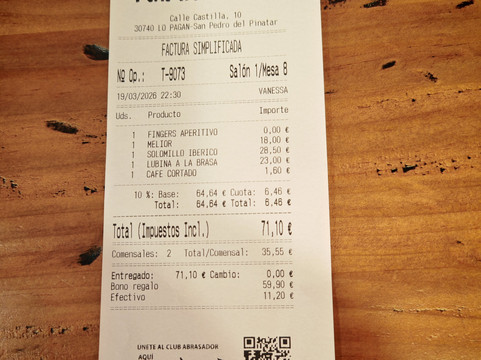 Calle Castilla, 10
30740 LO PAGAN-San Pedro del Pinatar
FACTURA SIMPLIFICADA
Nº Op.: T-9073 Salón 1/Mesa 8
19/03/2026 22:30 VANESSA
Uds. Producto Importe
1 FINGERS APERITIVO 0,00 €
1 MELIOR 18,00 €
1 SOLOMILLO IBERICO 28,50 €
1 LUBINA A LA BRASA 23,00 €
1 CAFE CORTADO 1,60 €
10 %: Base: 64,64 € Cuota: 6,46 €
Total: 64,64 € Total: 6,46 €
Total (Impuestos Incl.) 71,10 €
Comensales: 2 Total/Comensal: 35,55 €
Entregado: 71,10 € Cambio: 0,00 €
Bono regalo 59,90 €
Efectivo 11,20 €
UNETE AL CLUB ABRASADOR
AQUI